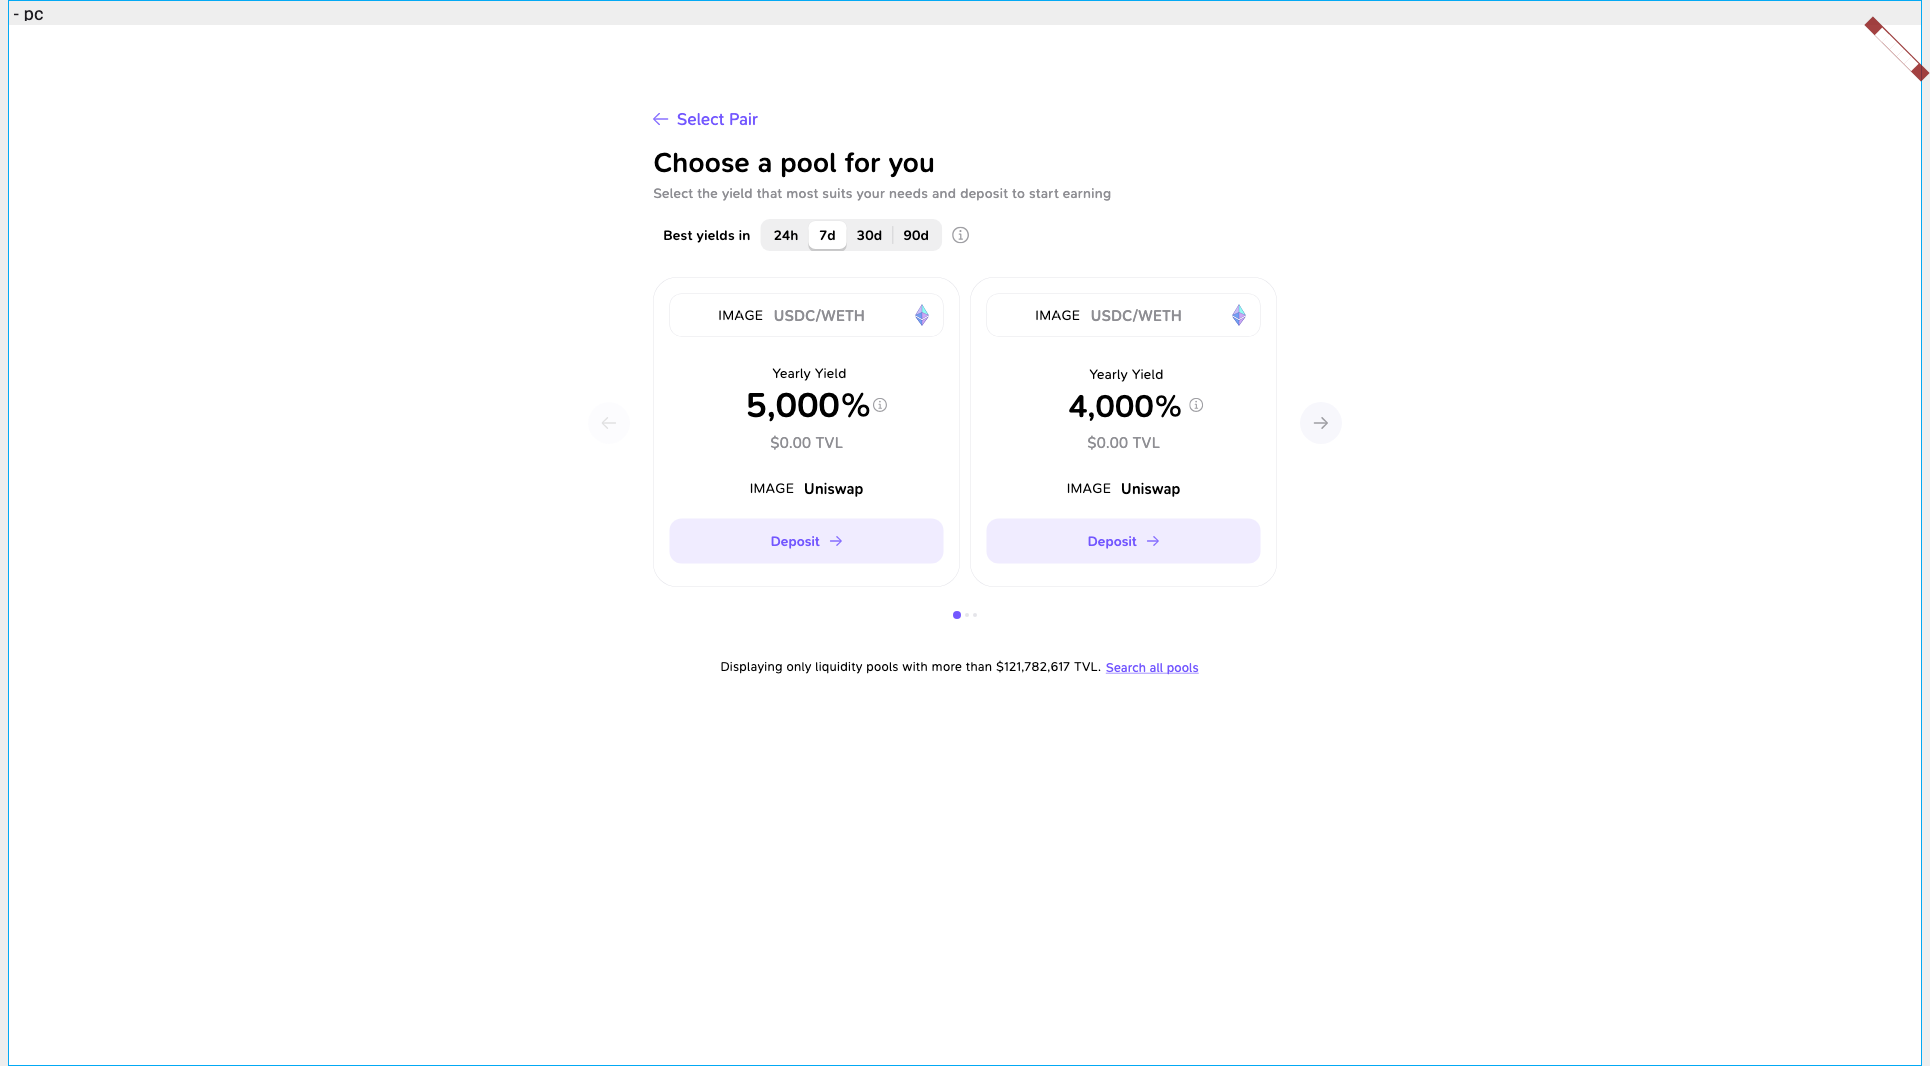 - pc
Select Pair
Choose a pool for you
Select the yield that most suits your needs and deposit to start earning
Best yields in 24h 7d 30d 90d
IMAGE USDC/WETH
Yearly Yield
5,000%
$0.00 TVL
IMAGE Uniswap
Deposit
IMAGE USDC/WETH
Yearly Yield
4,000%
$0.00 TVL
IMAGE Uniswap
Deposit
Displaying only liquidity pools with more than $121,782,617 TVL. Search all pools